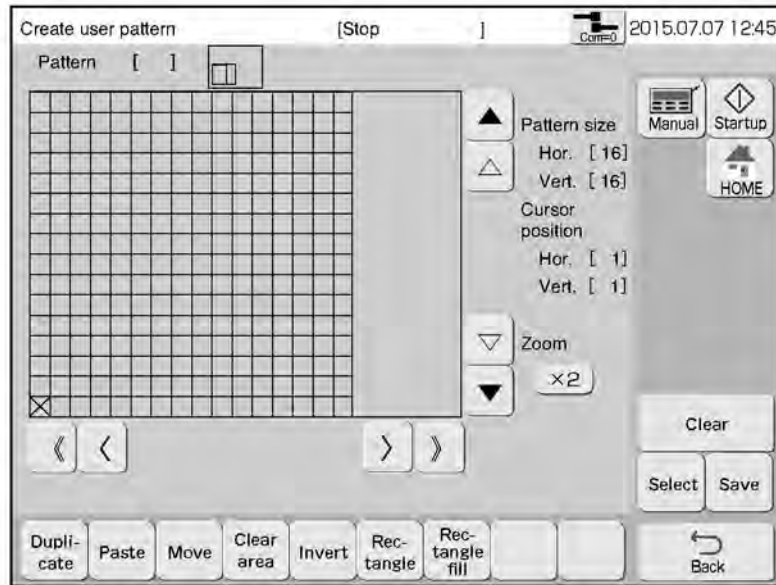 Create user pattern [Stop ] Com=0 2015.07.07 12:45
Pattern [ ]
Manual
Startup
Pattern size
Hor. [ 16]
Vert. [ 16]
HOME
Cursor
position
Hor. [ 1]
Vert. [ 1]
Zoom
×2
Clear
Select
Save
Dupli-
cate
Paste
Move
Clear
area
Invert
Rec-
tangle
Rec-
tangle
fill
Back